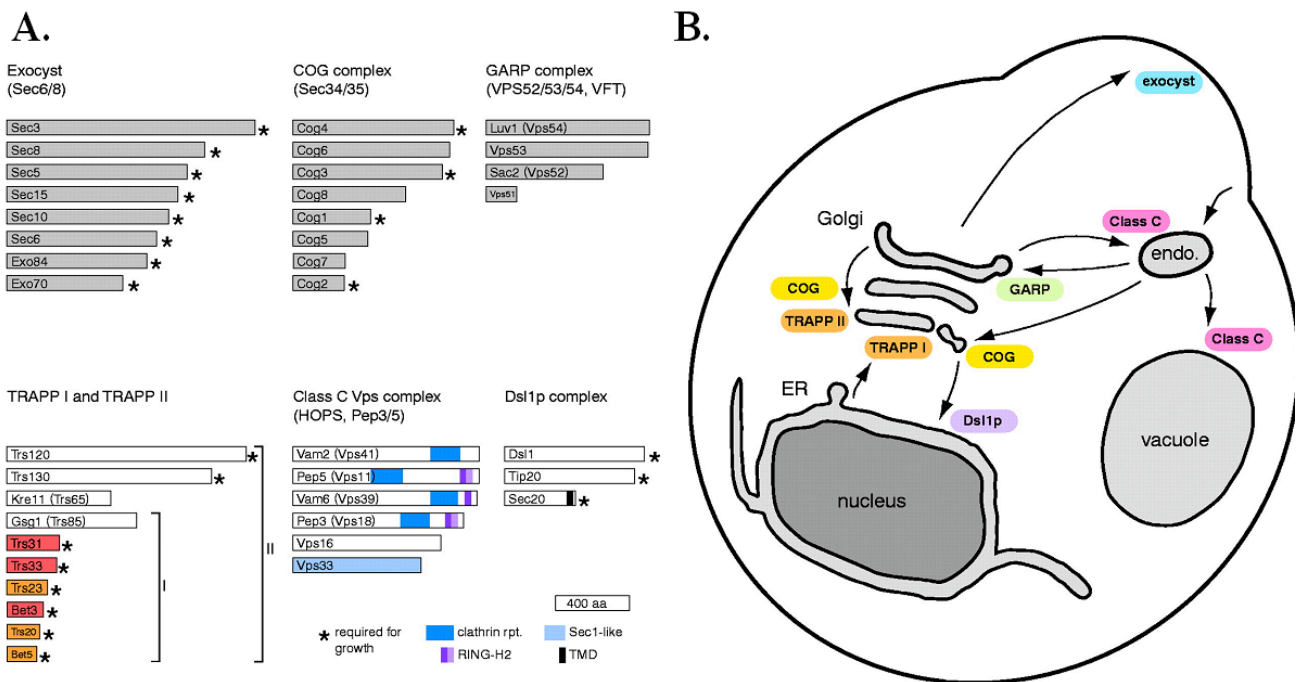 A.
Exocyst
(Sec6/8)
Sec3 *
Sec8 *
Sec5 *
Sec15 *
Sec10 *
Sec6 *
Exo84 *
Exo70 *
COG complex
(Sec34/35)
Cog4 *
Cog6
Cog3 *
Cog8
Cog1 *
Cog5
Cog7
Cog2 *
GARP complex
(VPS52/53/54, VFT)
Luv1 (Vps54)
Vps53
Sac2 (Vps52)
Vps51
TRAPP I and TRAPP II
Trs120 *
Trs130 *
Kre11 (Trs65)
Gsg1 (Trs85)
Trs31 *
Trs33 *
Trs23 *
Bet3 *
Trs20 *
Bet5 *
I
II
Class C Vps complex
(HOPS, Pep3/5)
Vam2 (Vps41)
Pep5 (Vps11)
Vam6 (Vps39)
Pep3 (Vps18)
Vps16
Vps33
Dsl1p complex
Dsl1 *
Tip20 *
Sec20 *
400 aa
* required for
growth
clathrin rpt.
RING-H2
Sec1-like
TMD
B.
exocyst
Golgi
Class C
endo.
COG
GARP
TRAPP II
TRAPP I
COG
Class C
ER
Dsl1p
vacuole
nucleus